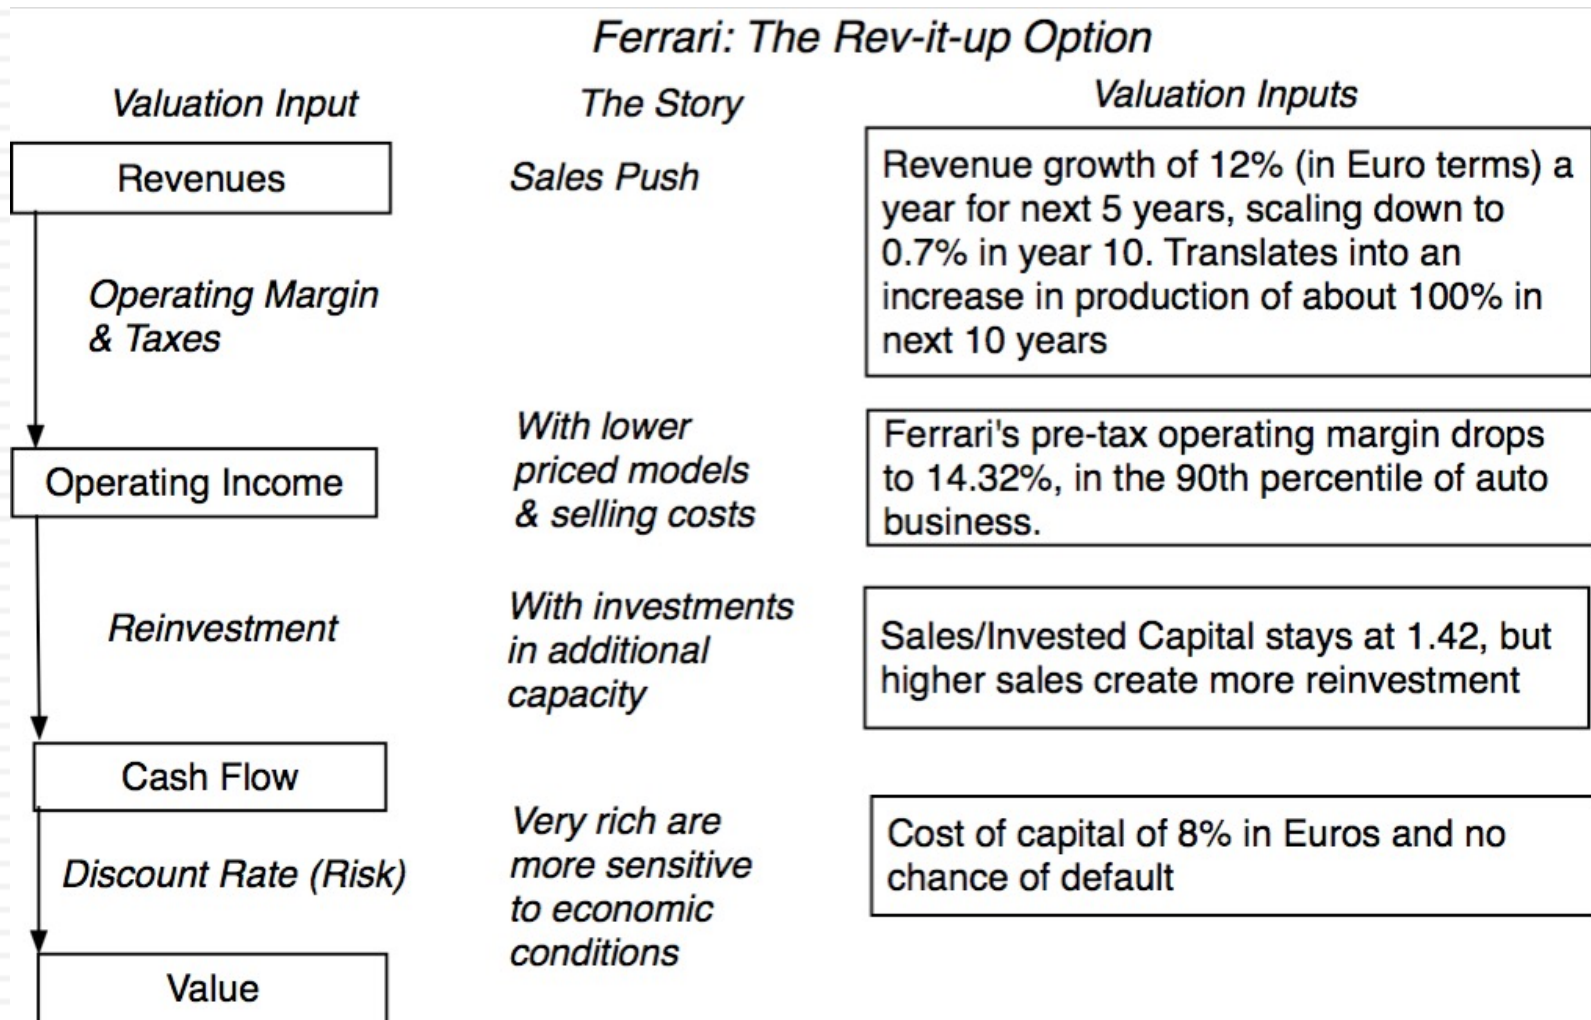 Ferrari: The Rev-it-up Option
Valuation Input
The Story
Valuation Inputs
Revenues
Sales Push
Revenue growth of 12% (in Euro terms) a
year for next 5 years, scaling down to
0.7% in year 10. Translates into an
increase in production of about 100% in
next 10 years
Operating Margin
& Taxes
Operating Income
With lower
priced models
& selling costs
Ferrari's pre-tax operating margin drops
to 14.32%, in the 90th percentile of auto
business.
Reinvestment
With investments
in additional
capacity
Sales/Invested Capital stays at 1.42, but
higher sales create more reinvestment
Cash Flow
Discount Rate (Risk)
Very rich are
more sensitive
to economic
conditions
Cost of capital of 8% in Euros and no
chance of default
Value